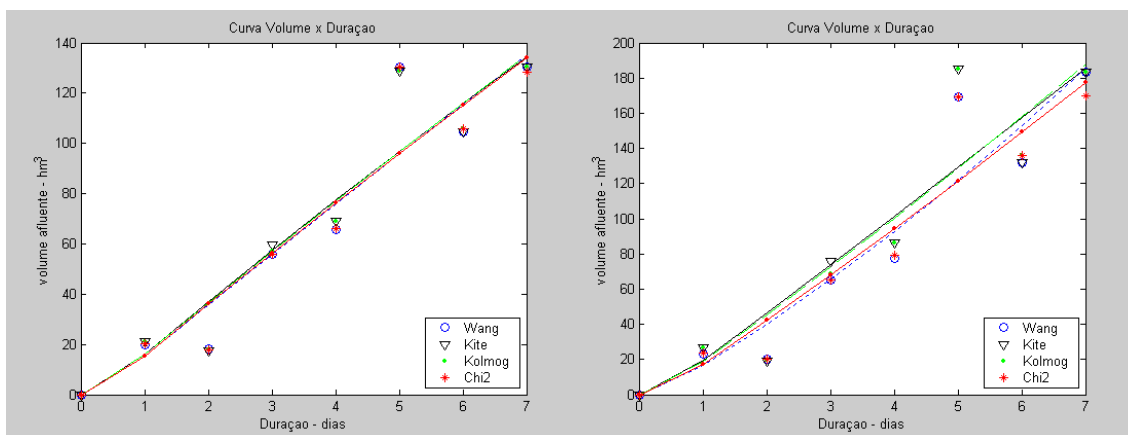 Curva Volume x Duraçao
140
120
100
80
60
40
20
0
volume afluente - hm³
0 1 2 3 4 5 6 7
Duraçao - dias
Wang
Kite
Kolmog
Chi2
Curva Volume x Duraçao
200
180
160
140
120
100
80
60
40
20
0
volume afluente - hm³
0 1 2 3 4 5 6 7
Duraçao - dias
Wang
Kite
Kolmog
Chi2